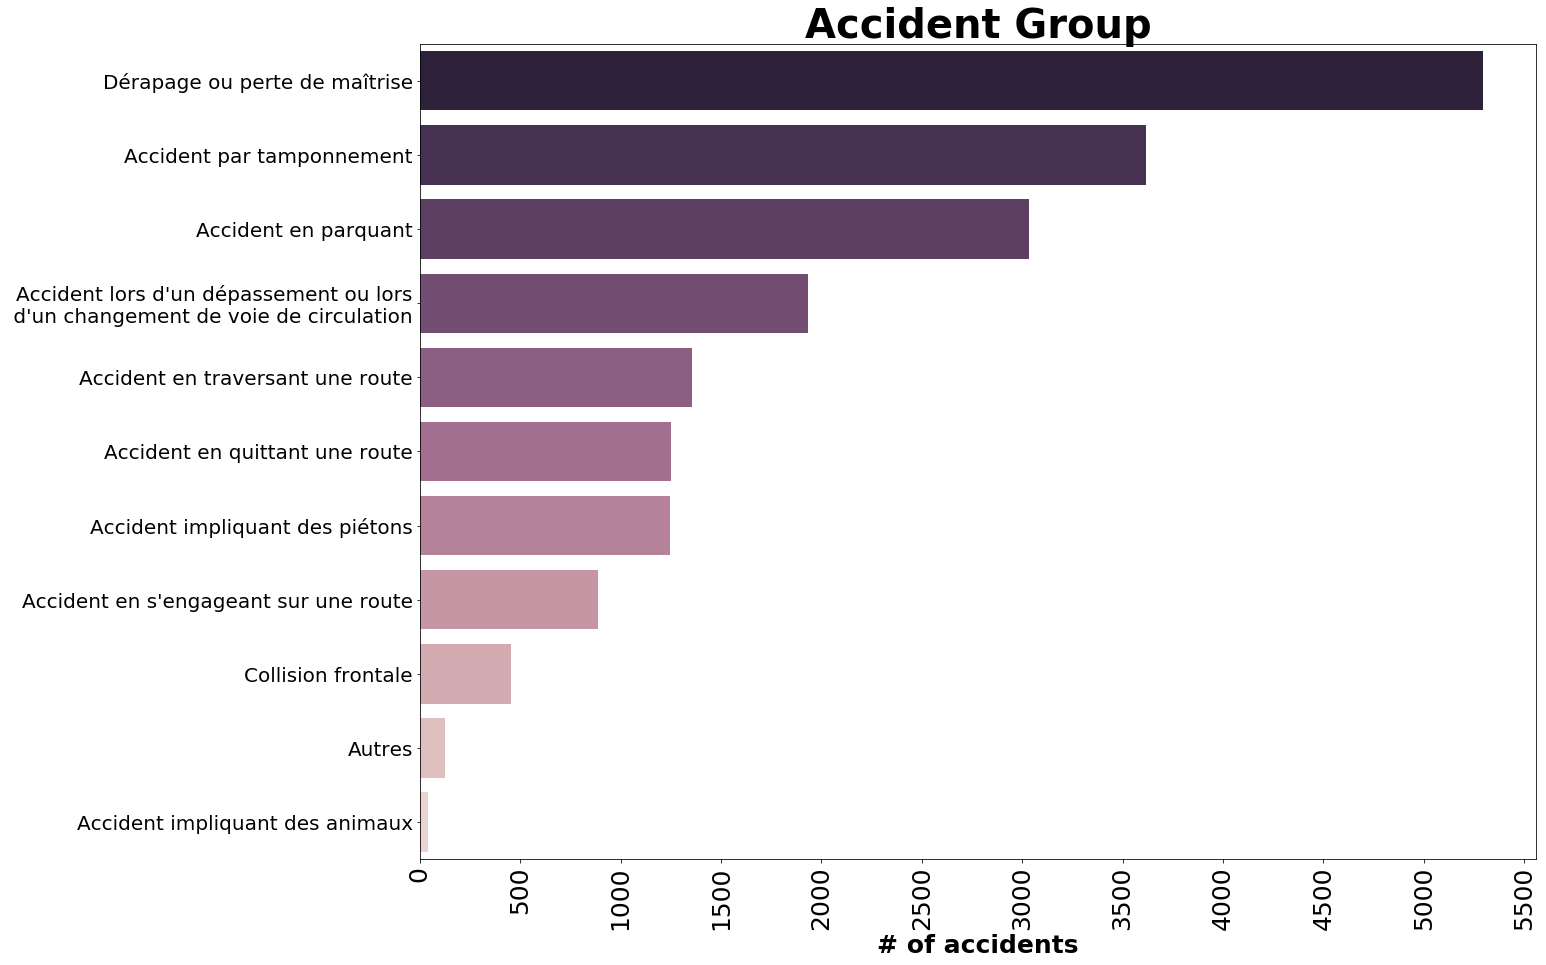 Accident Group
Dérapage ou perte de maîtrise
Accident par tamponnement
Accident en parquant
Accident lors d'un dépassement ou lors
d'un changement de voie de circulation
Accident en traversant une route
Accident en quittant une route
Accident impliquant des piétons
Accident en s'engageant sur une route
Collision frontale
Autres
Accident impliquant des animaux
0
500
1000
1500
2000
2500
3000
3500
4000
4500
5000
5500
# of accidents